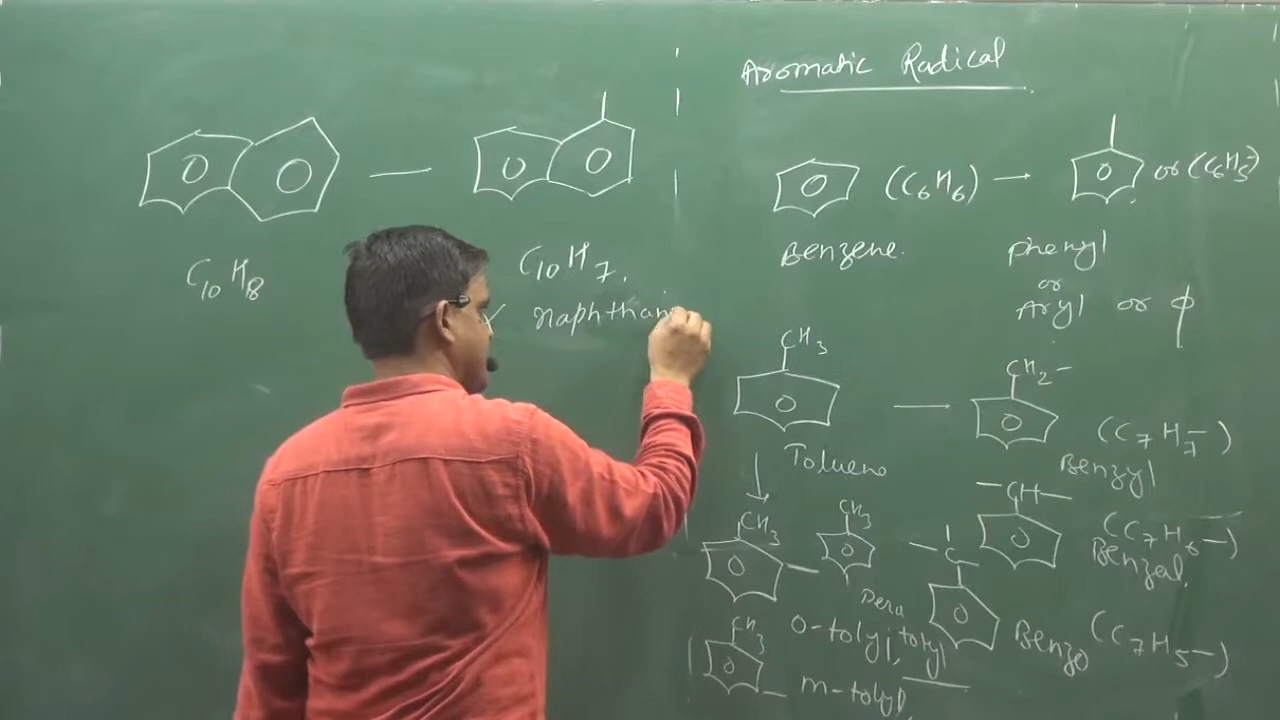 Aromatic Radical
(C6H6) → or (C6H5-)
Benzene.
phenyl
or
Aryl or ϕ
C10H8
C10H7.
✓ Naphthan
CH3
CH2-
(C7H7-)
Toluene
Benzyl
-CH-
(C7H6-)
Benzal.
CH3
CH3
-C-
Para
tolyl
O-tolyl,
Benzo (C7H5-)
CH3
m-tolyl,